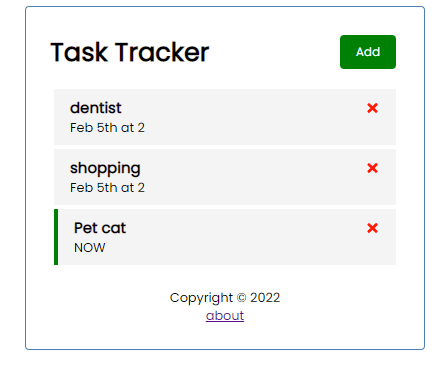 Task Tracker
Add
dentist
Feb 5th at 2
shopping
Feb 5th at 2
Pet cat
NOW
Copyright © 2022
about